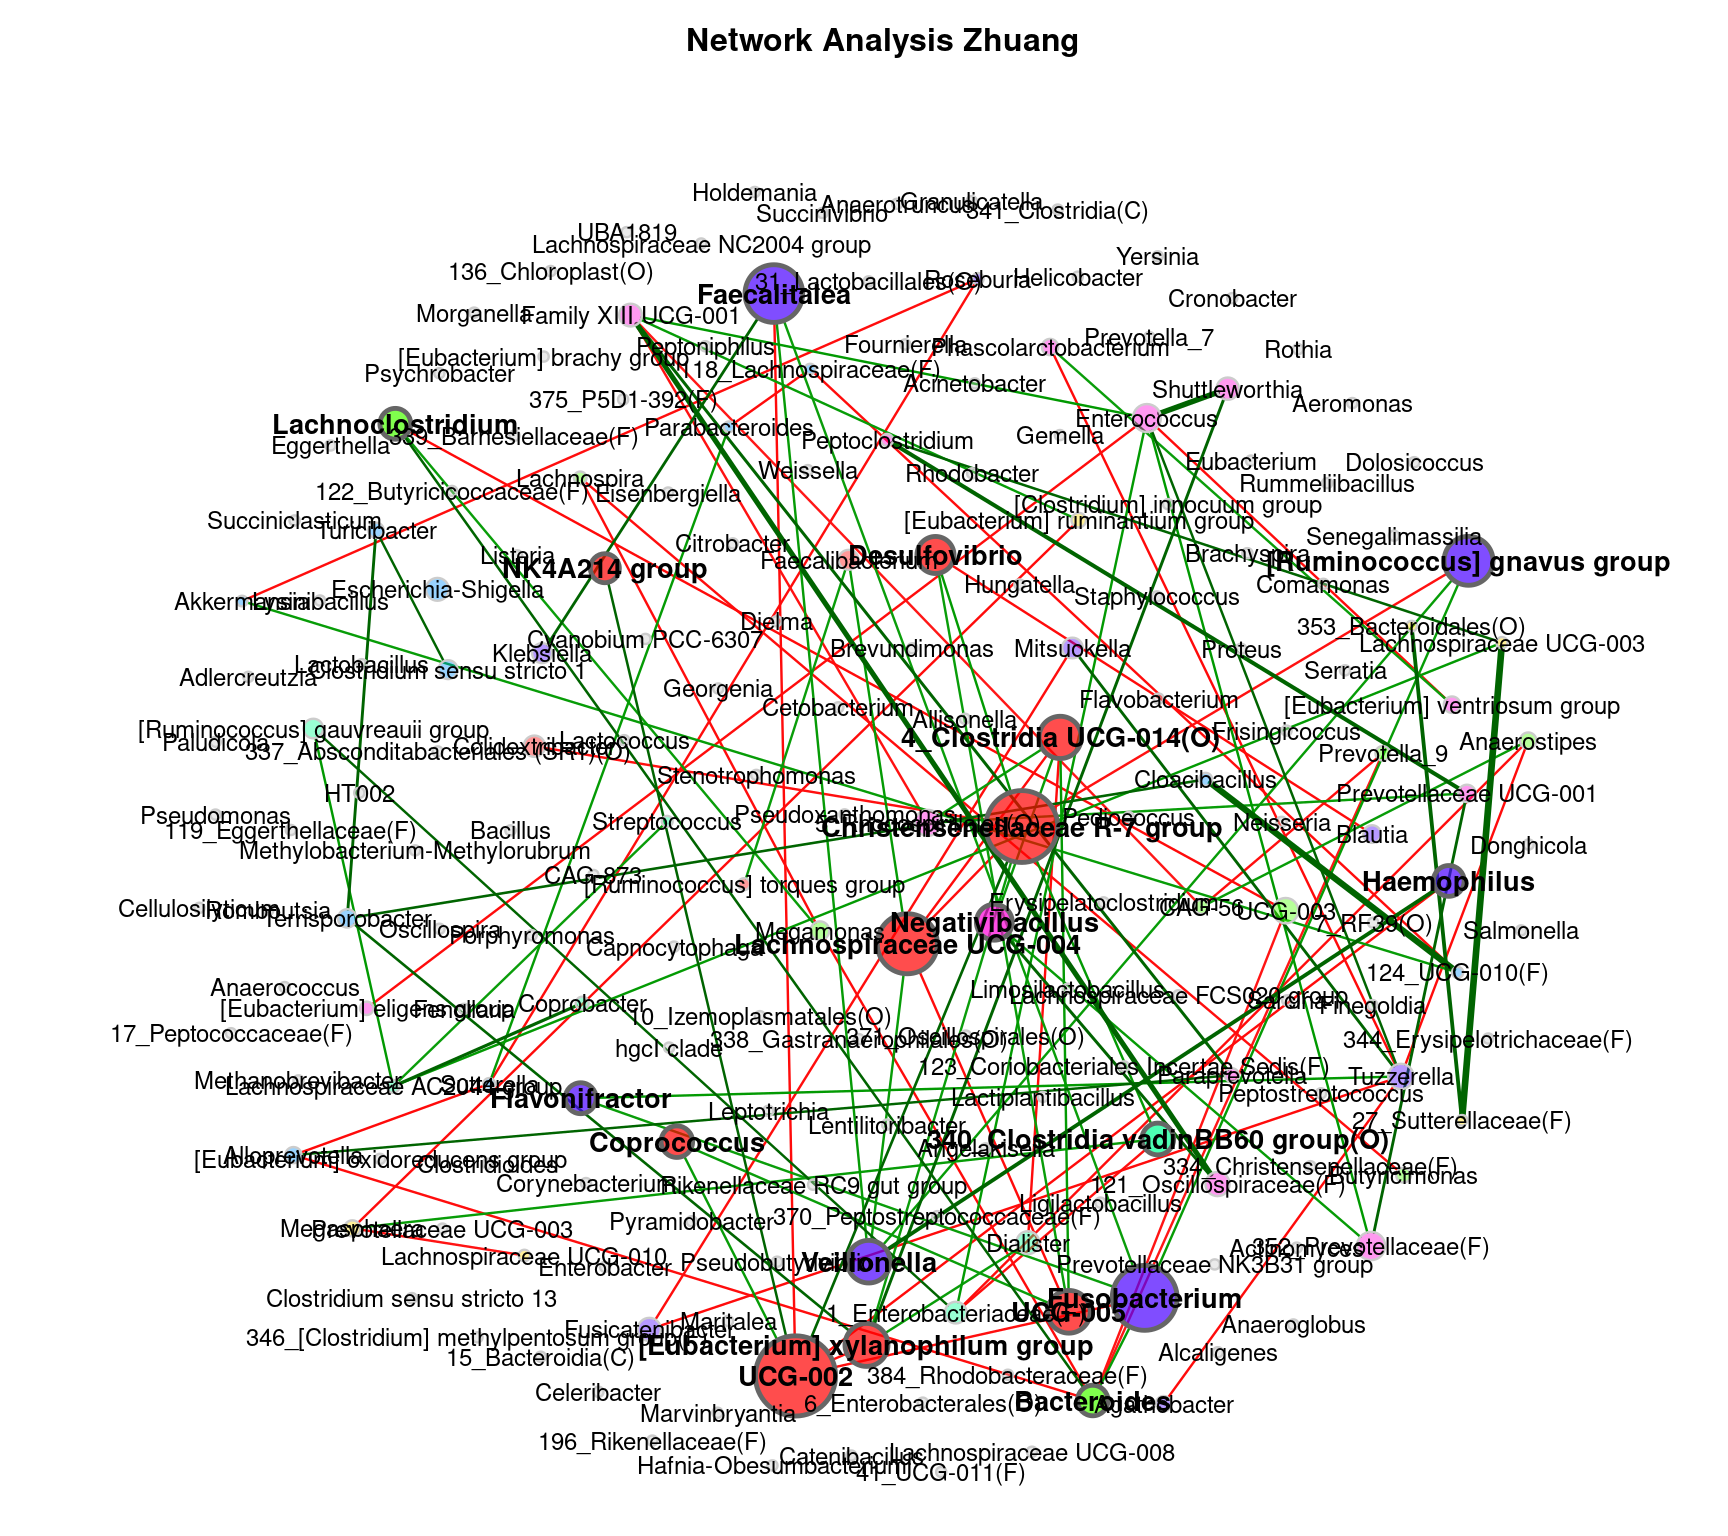 Network Analysis Zhuang
Holdemania
Succinivibrio
Anaerotruncus
Granulicatella
341_Clostridia(C)
UBA1819
Lachnospiraceae NC2004 group
Yersinia
136_Chloroplast(O)
31_Lactobacillales(O)
Roseburia
Helicobacter
Faecalitalea
Cronobacter
Morganella
Family XIII UCG-001
Prevotella_7
Peptoniphilus
Fournierella
Phascolarctobacterium
Rothia
[Eubacterium] brachy group
118_Lachnospiraceae(F)
Psychrobacter
Acinetobacter
Shuttleworthia
375_P5D1-392(F)
Aeromonas
Enterococcus
Lachnoclostridium
Parabacteroides
339_Barnesiellaceae(F)
Gemella
Eggerthella
Peptoclostridium
Eubacterium
Dolosicoccus
Weissella
Rhodobacter
Lachnospira
Rummeliibacillus
122_Butyricicoccaceae(F)
Eisenbergiella
[Clostridium] innocuum group
Succiniclasticum
[Eubacterium] ruminantium group
Turicibacter
Senegalimassilia
Citrobacter
Listeria
Desulfovibrio
Brachyspira
Faecalibacterium
[Ruminococcus] gnavus group
NK4A214 group
Hungatella
Comamonas
Escherichia-Shigella
Staphylococcus
Akkermansia
Lysinibacillus
Dielma
353_Bacteroidales(O)
Cyanobium PCC-6307
Lachnospiraceae UCG-003
Brevundimonas
Mitsuokella
Proteus
Klebsiella
Lactobacillus
Clostridium sensu stricto 1
Serratia
Adlercreutzia
Georgenia
Flavobacterium
Cetobacterium
[Eubacterium] ventriosum group
Allisonella
[Ruminococcus] gauvreauii group
Frisingicoccus
4_Clostridia UCG-014(O)
Paludicola
Lactococcus
Anaerostipes
Colidextribacter
337_Absconditabacteriales (SR1)(O)
Prevotella_9
Stenotrophomonas
Cloacibacillus
HT002
Prevotellaceae UCG-001
Pseudomonas
Pseudoxanthomonas
Pediococcus
Streptococcus
Neisseria
Christensenellaceae R-7 group
119_Eggerthellaceae(F)
Bacillus
Blautia
Donghicola
Methylobacterium-Methylorubrum
CAG-873
[Ruminococcus] torques group
Haemophilus
Erysipelatoclostridium
Cellulosilyticum
Romboutsia
CAG-56
UCG-003
Terrisporobacter
Negativibacillus
7_RF39(O)
Oscillospira
Megamonas
Salmonella
Porphyromonas
Capnocytophaga
Lachnospiraceae UCG-004
124_UCG-010(F)
Anaerococcus
Limosilactobacillus
Lachnospiraceae FCS020 group
Coprobacter
Sarcina
Finegoldia
[Eubacterium] eligens group
10_Izemoplasmatales(O)
17_Peptococcaceae(F)
371_Oscillospirales(O)
338_Gastranaerophilales(O)
344_Erysipelotrichaceae(F)
hgcI clade
123_Coriobacteriales Incertae Sedis(F)
Paraprevotella
Tuzzerella
Methanobrevibacter
Lachnospiraceae AC2044 group
Sutterella
Peptostreptococcus
Flavonifractor
Lactiplantibacillus
Leptotrichia
27_Sutterellaceae(F)
Lentilitoribacter
Coprococcus
340_Clostridia vadinBB60 group(O)
Angelakisella
Alloprevotella
[Eubacterium] oxidoreducens group
Clostridioides
334_Christensenellaceae(F)
Butyricimonas
Corynebacterium
Rikenellaceae RC9 gut group
121_Oscillospiraceae(F)
Ligilactobacillus
370_Peptostreptococcaceae(F)
Pyramidobacter
Megasphaera
Prevotellaceae UCG-003
Dialister
Actinomyces
352_Prevotellaceae(F)
Lachnospiraceae UCG-010
Pseudobutyrivibrio
Veillonella
Prevotellaceae NK3B31 group
Enterobacter
Clostridium sensu stricto 13
Fusobacterium
UCG-005
Maritalea
Anaeroglobus
Fusicatenibacter
[Eubacterium] xylanophilum group
15_Bacteroidia(C)
Alcaligenes
UCG-002
384_Rhodobacteraceae(F)
Celeribacter
Bacteroides
Agathobacter
Marvinbryantia
196_Rikenellaceae(F)
Catenibacillus
Lachnospiraceae UCG-008
Hafnia-Obesumbacterium
41_UCG-011(F)